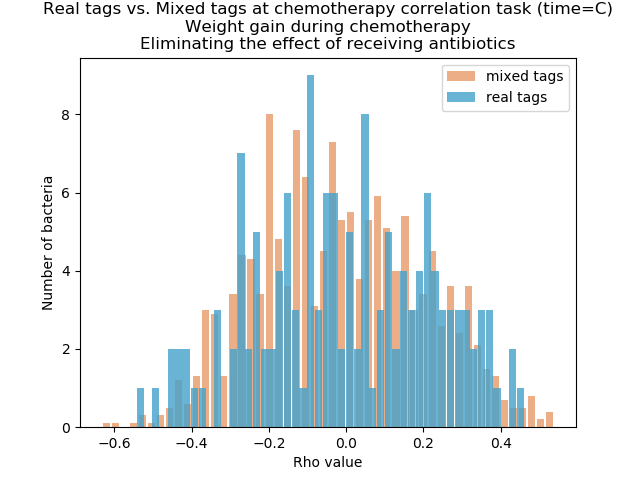 Real tags vs. Mixed tags at chemotherapy correlation task (time=C)
Weight gain during chemotherapy
Eliminating the effect of receiving antibiotics
mixed tags
real tags
Number of bacteria
8
6
4
2
0
−0.6 −0.4 −0.2 0.0 0.2 0.4
Rho value